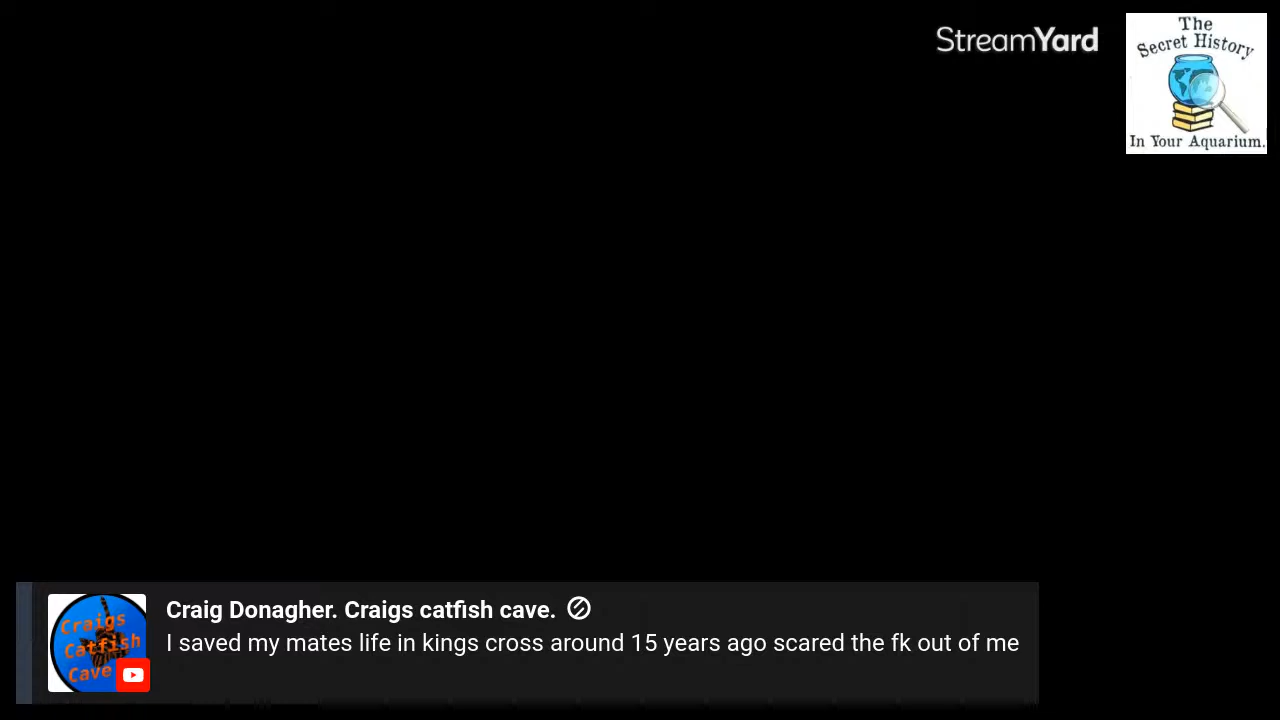 StreamYard
The
Secret History
In Your Aquarium.
Craigs
Catfish
Cave
Craig Donagher. Craigs catfish cave.
I saved my mates life in kings cross around 15 years ago scared the fk out of me